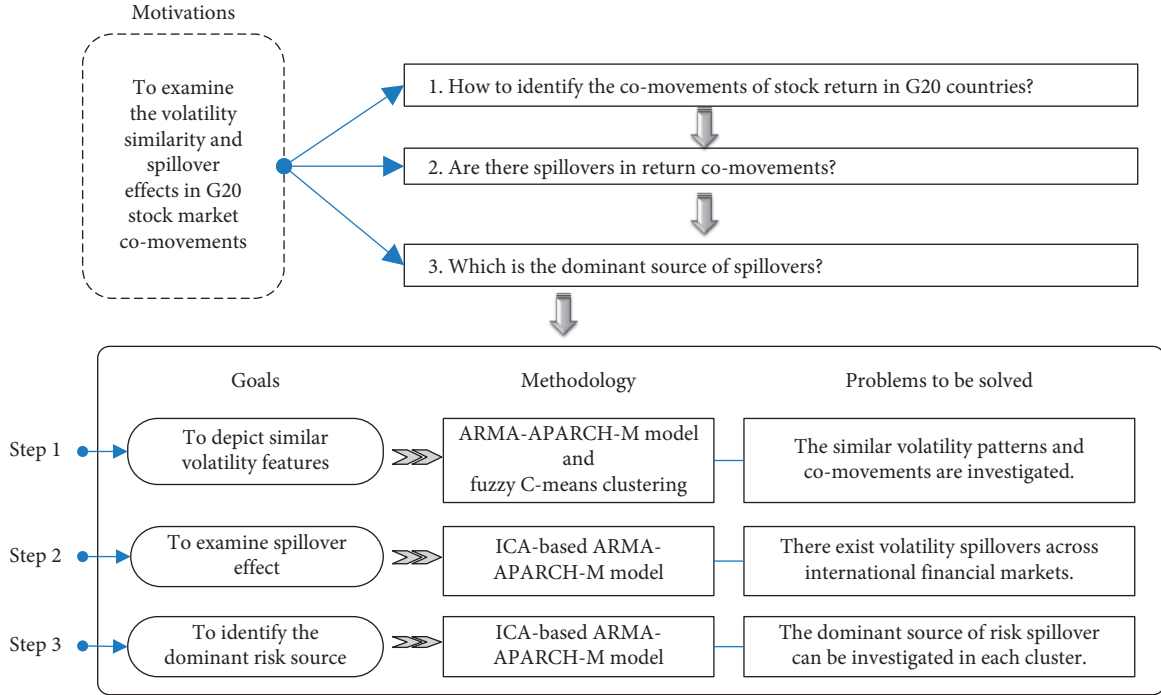 Motivations
To examine
the volatility
similarity and
spillover
effects in G20
stock market
co-movements
1. How to identify the co-movements of stock return in G20 countries?
2. Are there spillovers in return co-movements?
3. Which is the dominant source of spillovers?
Goals
Methodology
Problems to be solved
Step 1
To depict similar
volatility features
ARMA-APARCH-M model
and
fuzzy C-means clustering
The similar volatility patterns and
co-movements are investigated.
Step 2
To examine spillover
effect
ICA-based ARMA-
APARCH-M model
There exist volatility spillovers across
international financial markets.
Step 3
To identify the
dominant risk source
ICA-based ARMA-
APARCH-M model
The dominant source of risk spillover
can be investigated in each cluster.